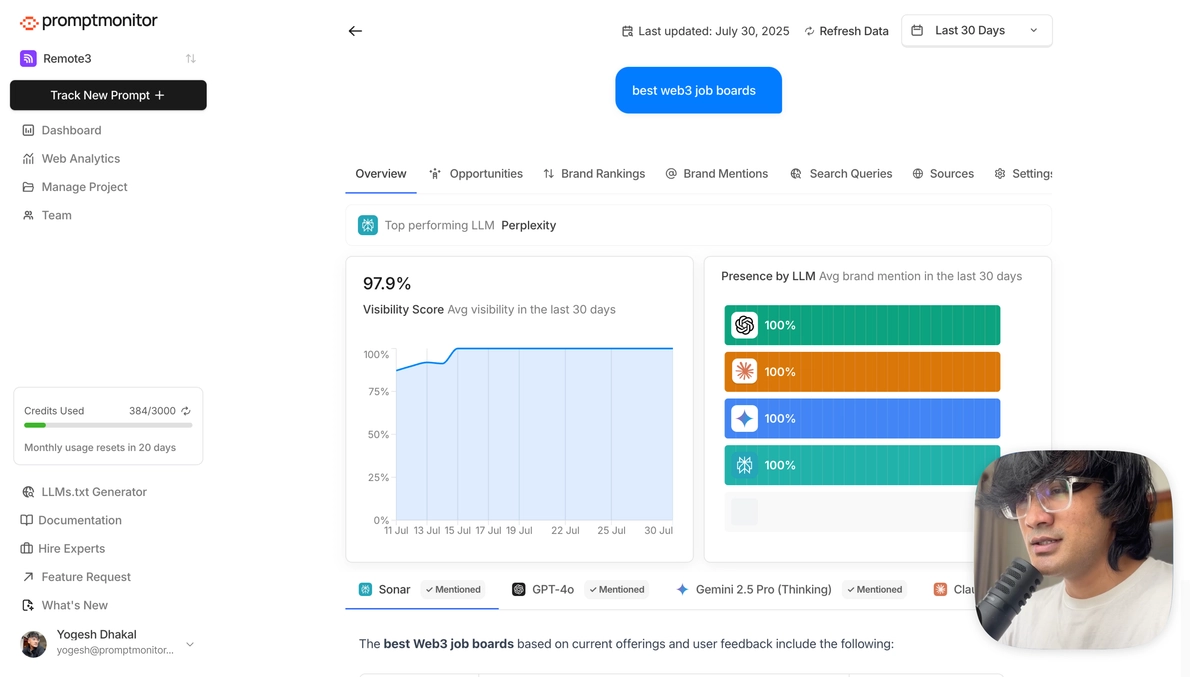 promptmonitor
Remote3
Track New Prompt +
Dashboard
Web Analytics
Manage Project
Team
Credits Used 384/3000
Monthly usage resets in 20 days
LLMs.txt Generator
Documentation
Hire Experts
Feature Request
What's New
Yogesh Dhakal
yogesh@promptmonitor...
Last updated: July 30, 2025 Refresh Data Last 30 Days
best web3 job boards
Overview Opportunities Brand Rankings Brand Mentions Search Queries Sources Settings
Top performing LLM Perplexity
97.9%
Visibility Score Avg visibility in the last 30 days
100%
75%
50%
25%
0%
11 Jul 13 Jul 15 Jul 17 Jul 19 Jul 22 Jul 25 Jul 30 Jul
Presence by LLM Avg brand mention in the last 30 days
100%
100%
100%
100%
Sonar Mentioned GPT-4o Mentioned Gemini 2.5 Pro (Thinking) Mentioned Clau
The best Web3 job boards based on current offerings and user feedback include the following: